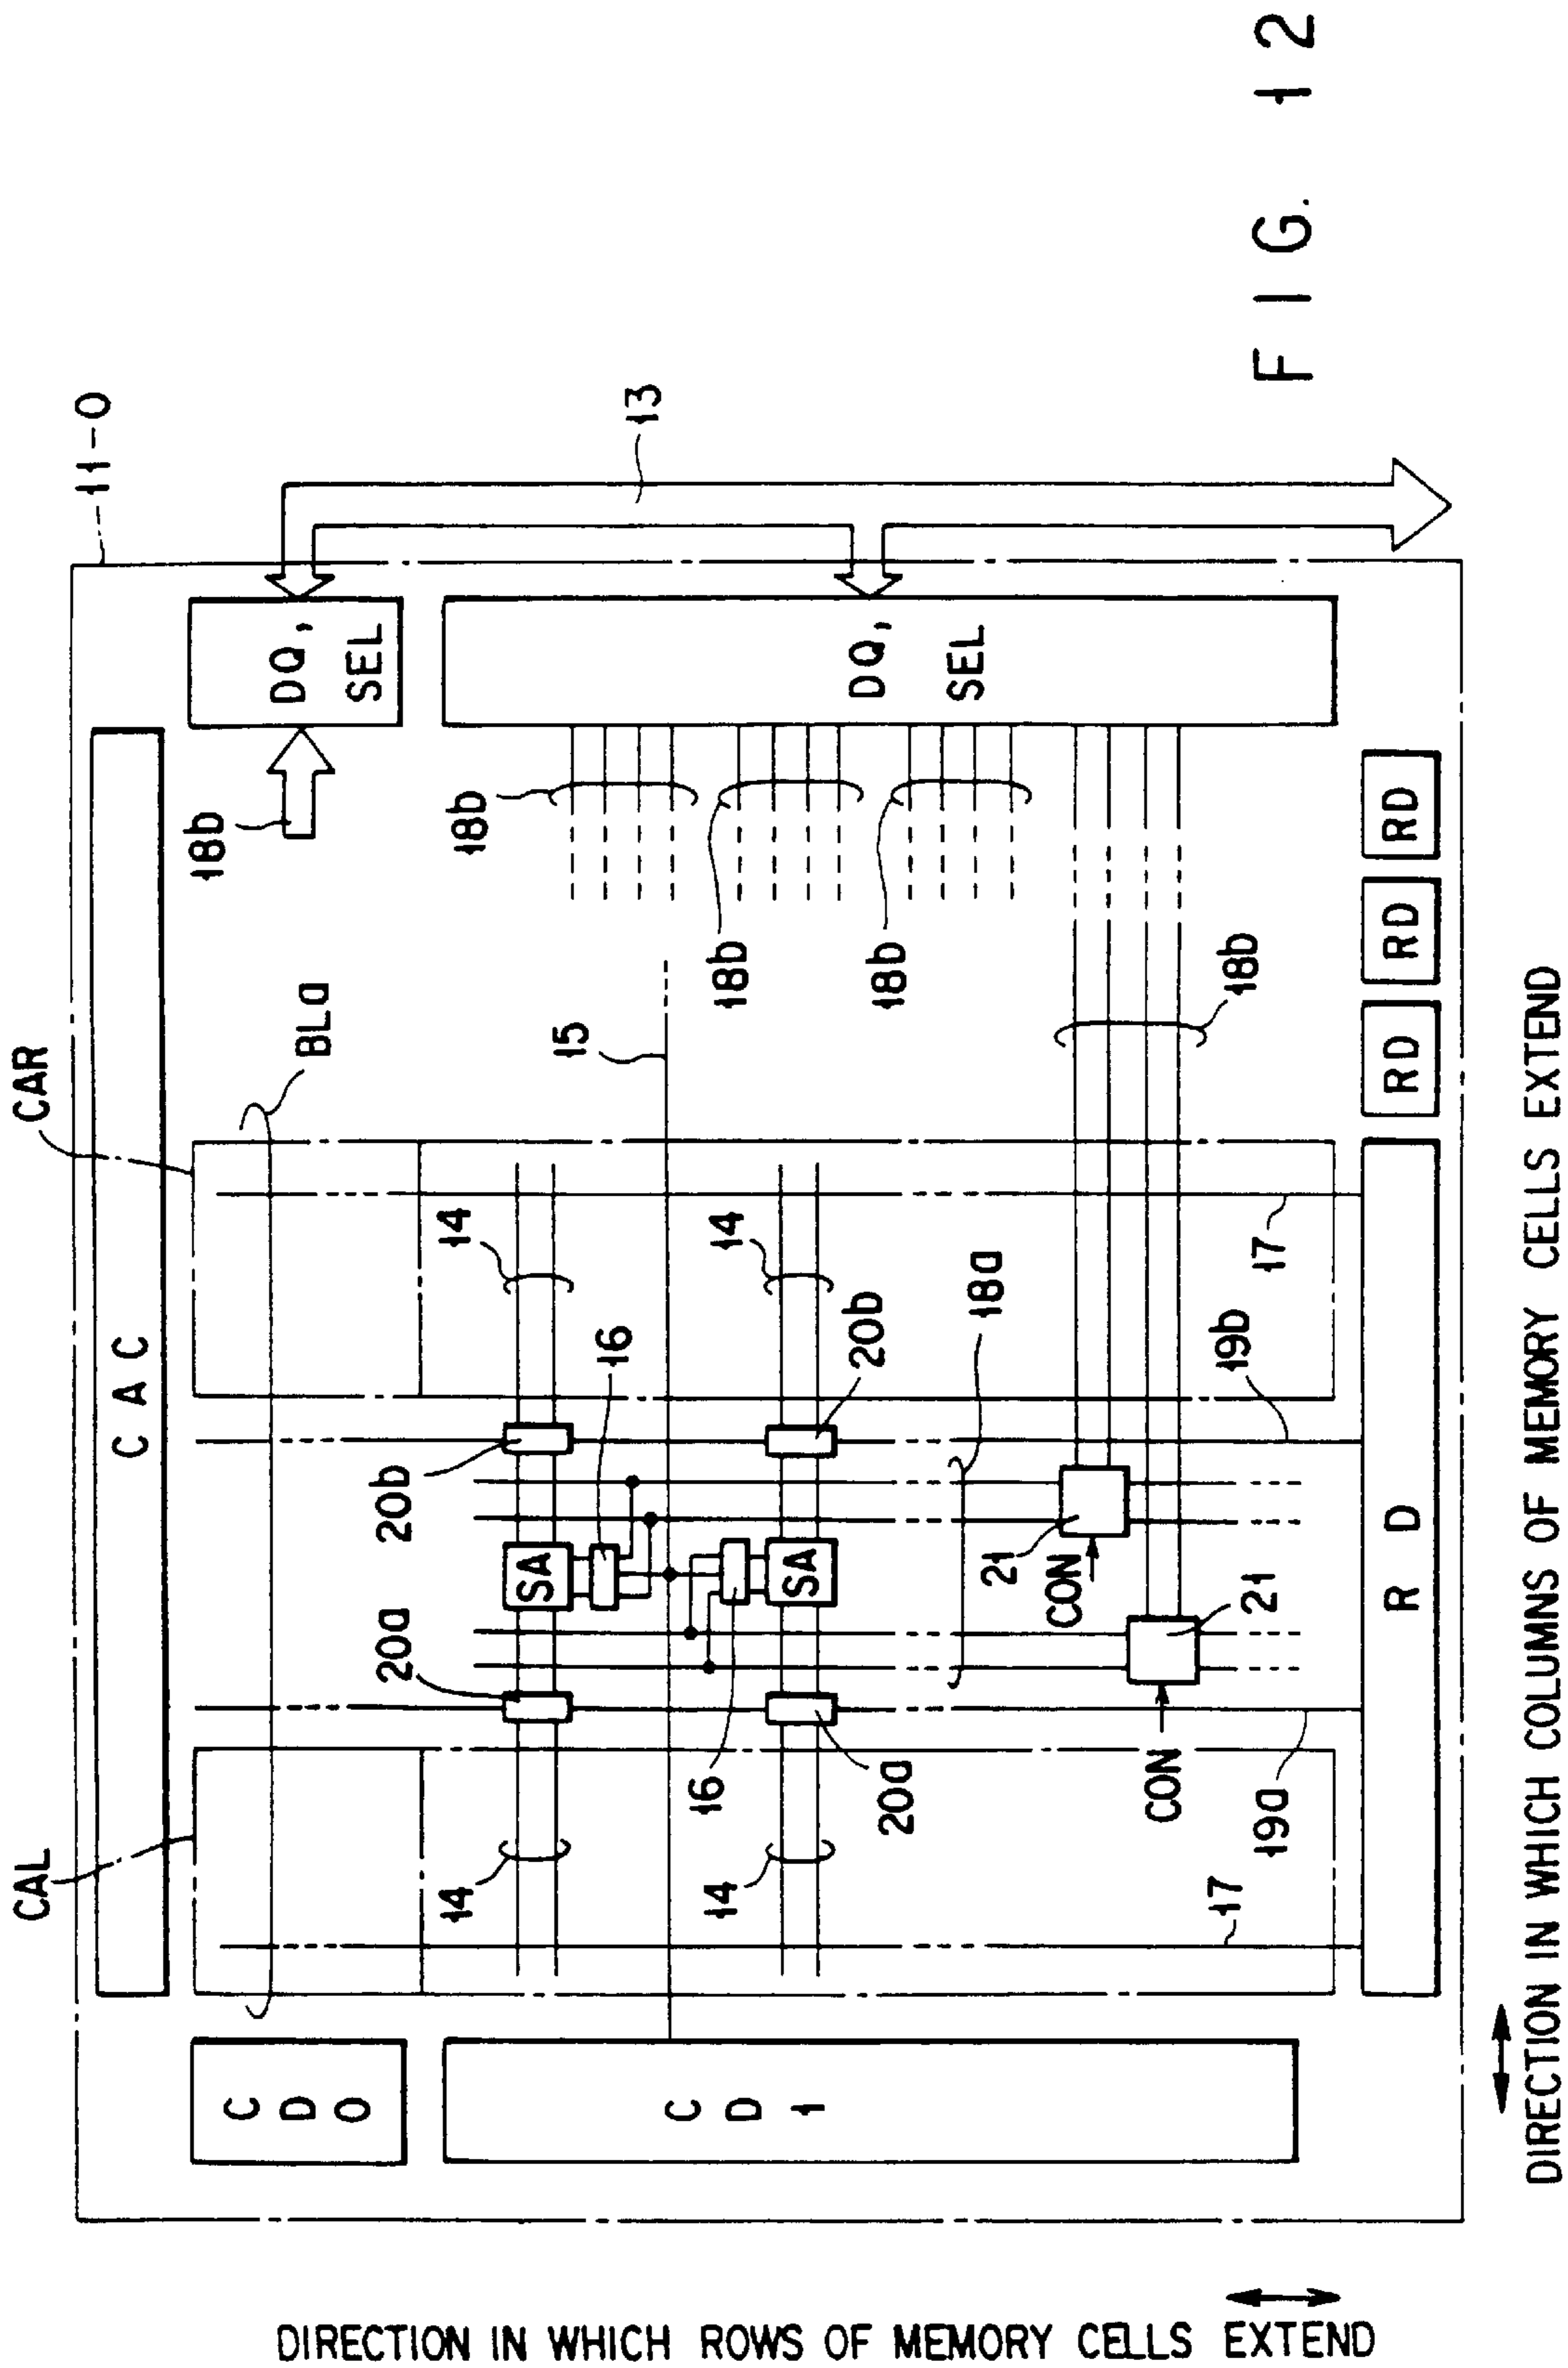 11-0
CAC
CAL
CAR
BLa
CD0
CD1
18b
DQ,
SEL
DQ,
SEL
13
14
14
14
14
20a
20b
SA
16
15
18b
18b
18b
16
SA
20a
20b
18a
21
CON
21
CON
18b
17
19a
19b
17
RD
RD
RD
RD
DIRECTION IN WHICH ROWS OF MEMORY CELLS EXTEND
DIRECTION IN WHICH COLUMNS OF MEMORY CELLS EXTEND
FIG. 12